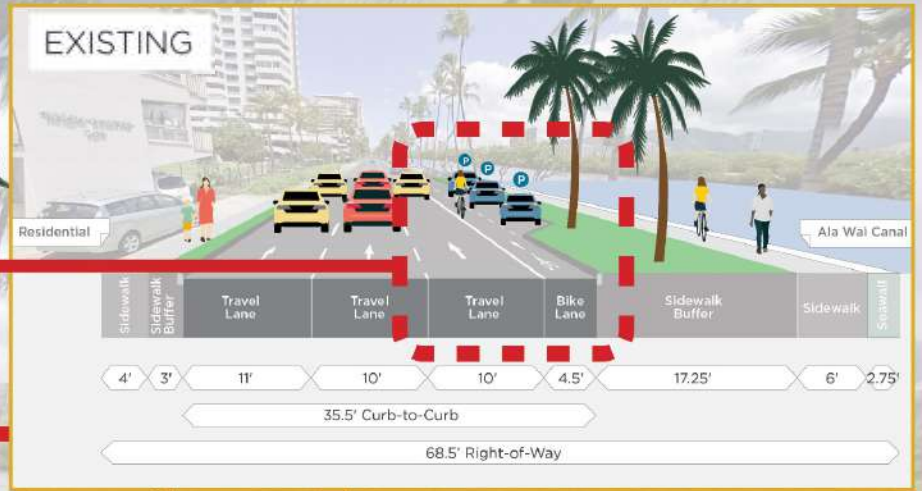 EXISTING
P
P
P
Residential
Ala Wai Canal
Sidewalk
Sidewalk
Buffer
Travel
Lane
Travel
Lane
Travel
Lane
Bike
Lane
Sidewalk
Buffer
Sidewalk
Seawall
4' 3' 11' 10' 10' 4.5' 17.25' 6' 2.75'
35.5' Curb-to-Curb
68.5' Right-of-Way